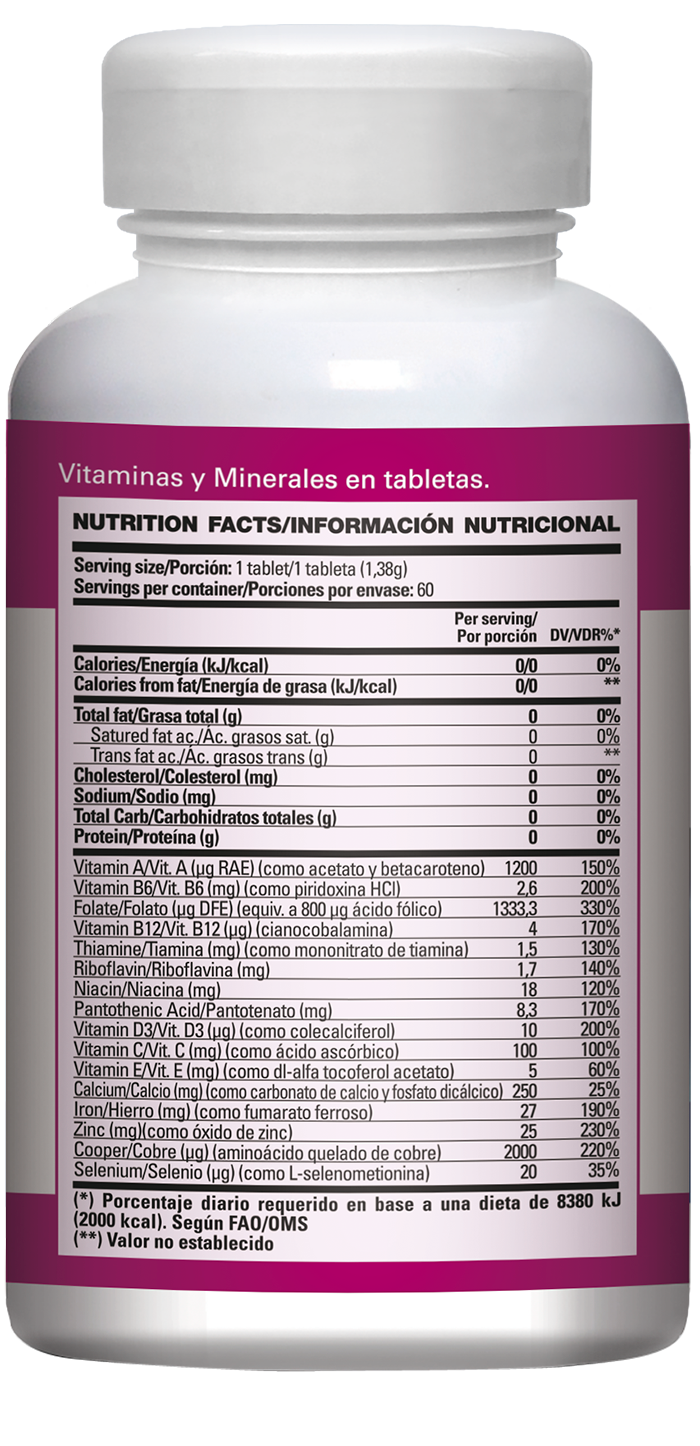 Vitaminas y Minerales en tabletas.
NUTRITION FACTS/INFORMACIÓN NUTRICIONAL
Serving size/Porción: 1 tablet/1 tableta (1,38g)
Servings per container/Porciones por envase: 60
Per serving/
Por porción DV/VDR%*
Calories/Energía (kJ/kcal) 0/0 0%
Calories from fat/Energía de grasa (kJ/kcal) 0/0 **
Total fat/Grasa total (g) 0 0%
Satured fat ac./Ác. grasos sat. (g) 0 0%
Trans fat ac./Ác. grasos trans (g) 0 **
Cholesterol/Colesterol (mg) 0 0%
Sodium/Sodio (mg) 0 0%
Total Carb/Carbohidratos totales (g) 0 0%
Protein/Proteína (g) 0 0%
Vitamin A/Vit. A (µg RAE) (como acetato y betacaroteno) 1200 150%
Vitamin B6/Vit. B6 (mg) (como piridoxina HCl) 2,6 200%
Folate/Folato (µg DFE) (equiv. a 800 µg ácido fólico) 1333,3 330%
Vitamin B12/Vit. B12 (µg) (cianocobalamina) 4 170%
Thiamine/Tiamina (mg) (como mononitrato de tiamina) 1,5 130%
Riboflavin/Riboflavina (mg) 1,7 140%
Niacin/Niacina (mg) 18 120%
Pantothenic Acid/Pantotenato (mg) 8,3 170%
Vitamin D3/Vit. D3 (µg) (como colecalciferol) 10 200%
Vitamin C/Vit. C (mg) (como ácido ascórbico) 100 100%
Vitamin E/Vit. E (mg) (como dl-alfa tocoferol acetato) 5 60%
Calcium/Calcio (mg) (como carbonato de calcio y fosfato dicálcico) 250 25%
Iron/Hierro (mg) (como fumarato ferroso) 27 190%
Zinc (mg)(como óxido de zinc) 25 230%
Cooper/Cobre (µg) (aminoácido quelado de cobre) 2000 220%
Selenium/Selenio (µg) (como L-selenometionina) 20 35%
(*) Porcentaje diario requerido en base a una dieta de 8380 kJ
(2000 kcal). Según FAO/OMS
(**) Valor no establecido